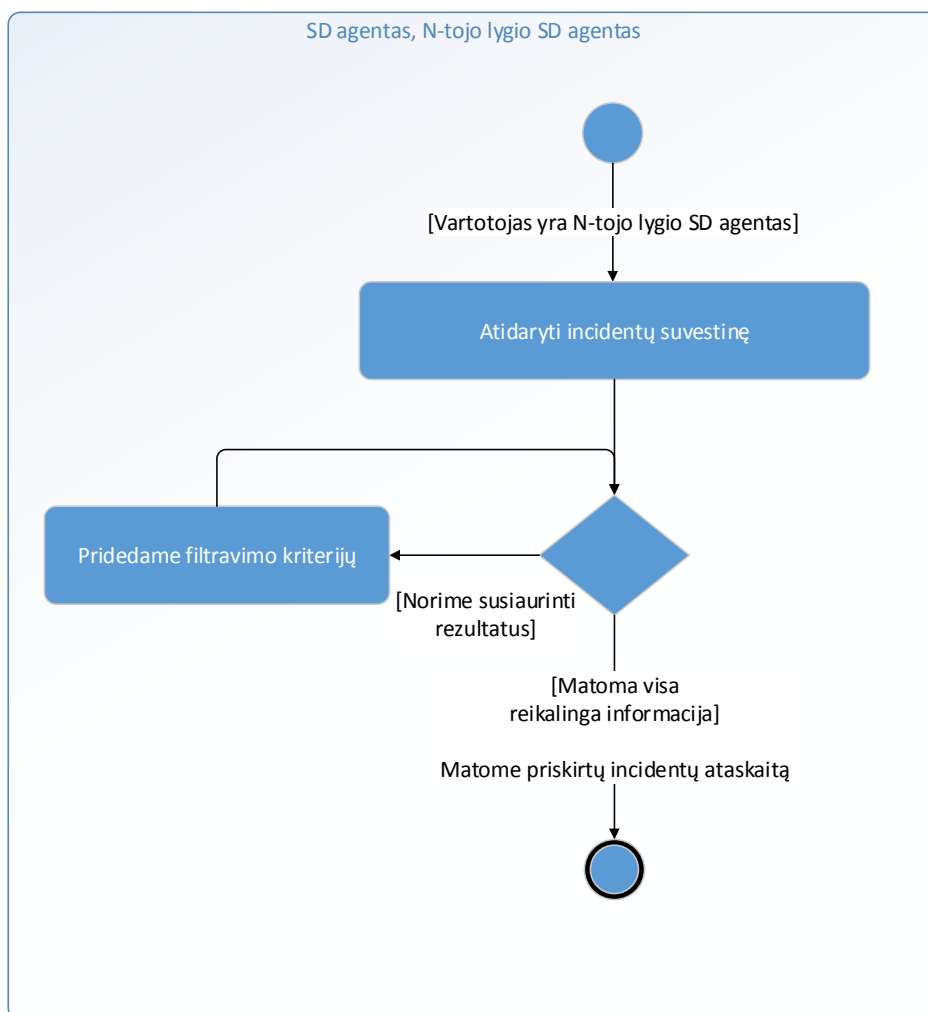 SD agentas, N-tojo lygio SD agentas
[Vartotojas yra N-tojo lygio SD agentas]
Atidaryti incidentų suvestinę
Pridedame filtravimo kriterijų
[Norime susiaurinti
rezultatus]
[Matoma visa
reikalinga informacija]
Matome priskirtų incidentų ataskaitą